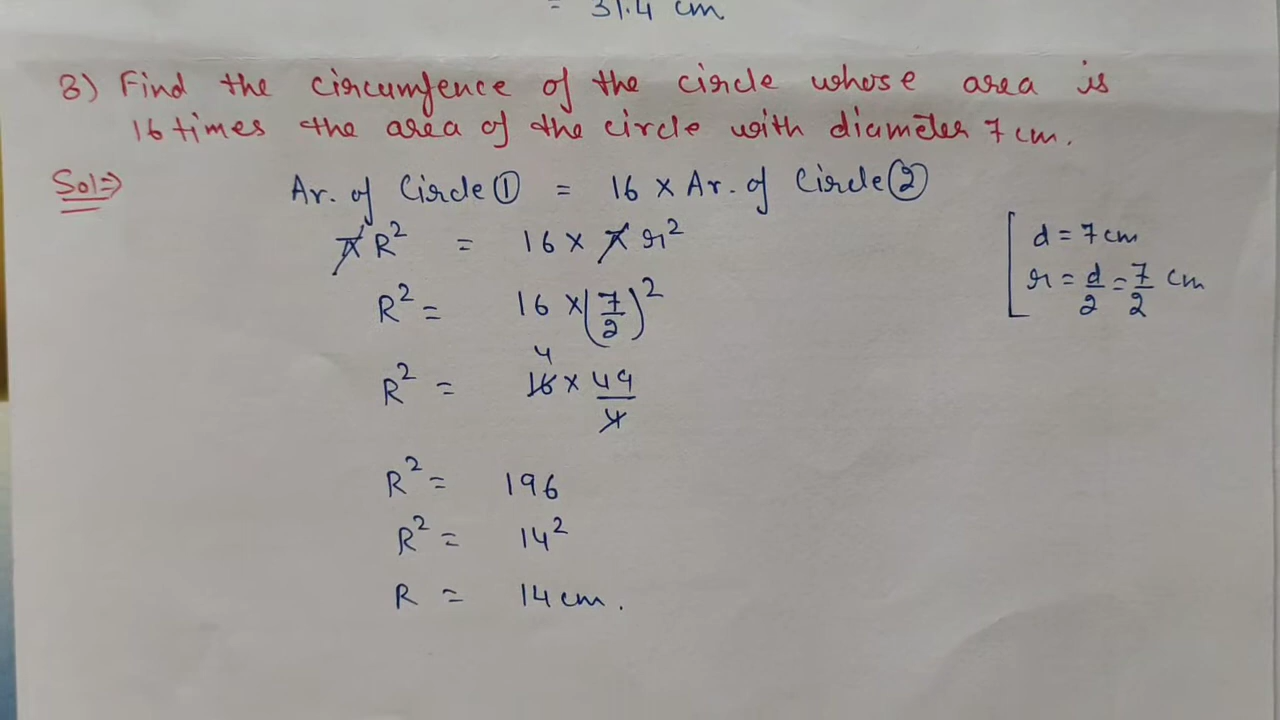 = 31.4 cm
3) Find the circumfence of the circle whose area is
16 times the area of the circle with diameter 7 cm.
Sol⇒
Ar. of Circle ① = 16 × Ar. of Circle ②
πR² = 16 × πr²
d = 7 cm
r = d/2 = 7/2 cm
R² = 16 × (7/2)²
4
R² = 16 × 49/4
R² = 196
R² = 14²
R = 14 cm.